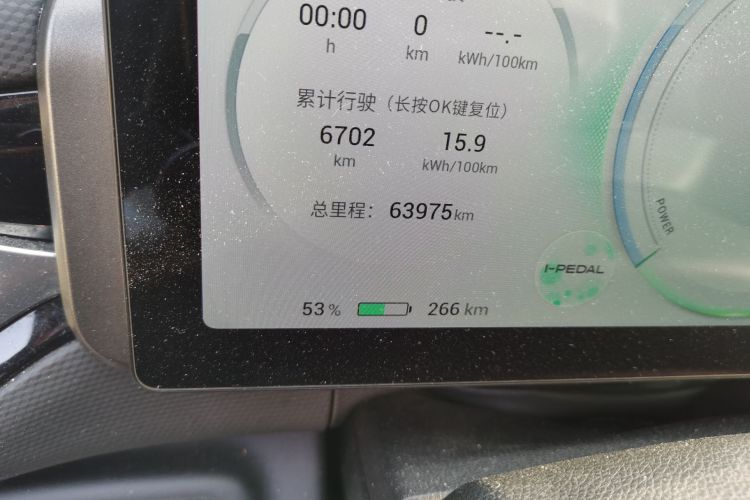 00:00 0 --.-
h km kWh/100km
累计行驶（长按OK键复位）
6702 15.9
km kWh/100km
总里程： 63975km
POWER
I-PEDAL
53% 266 km